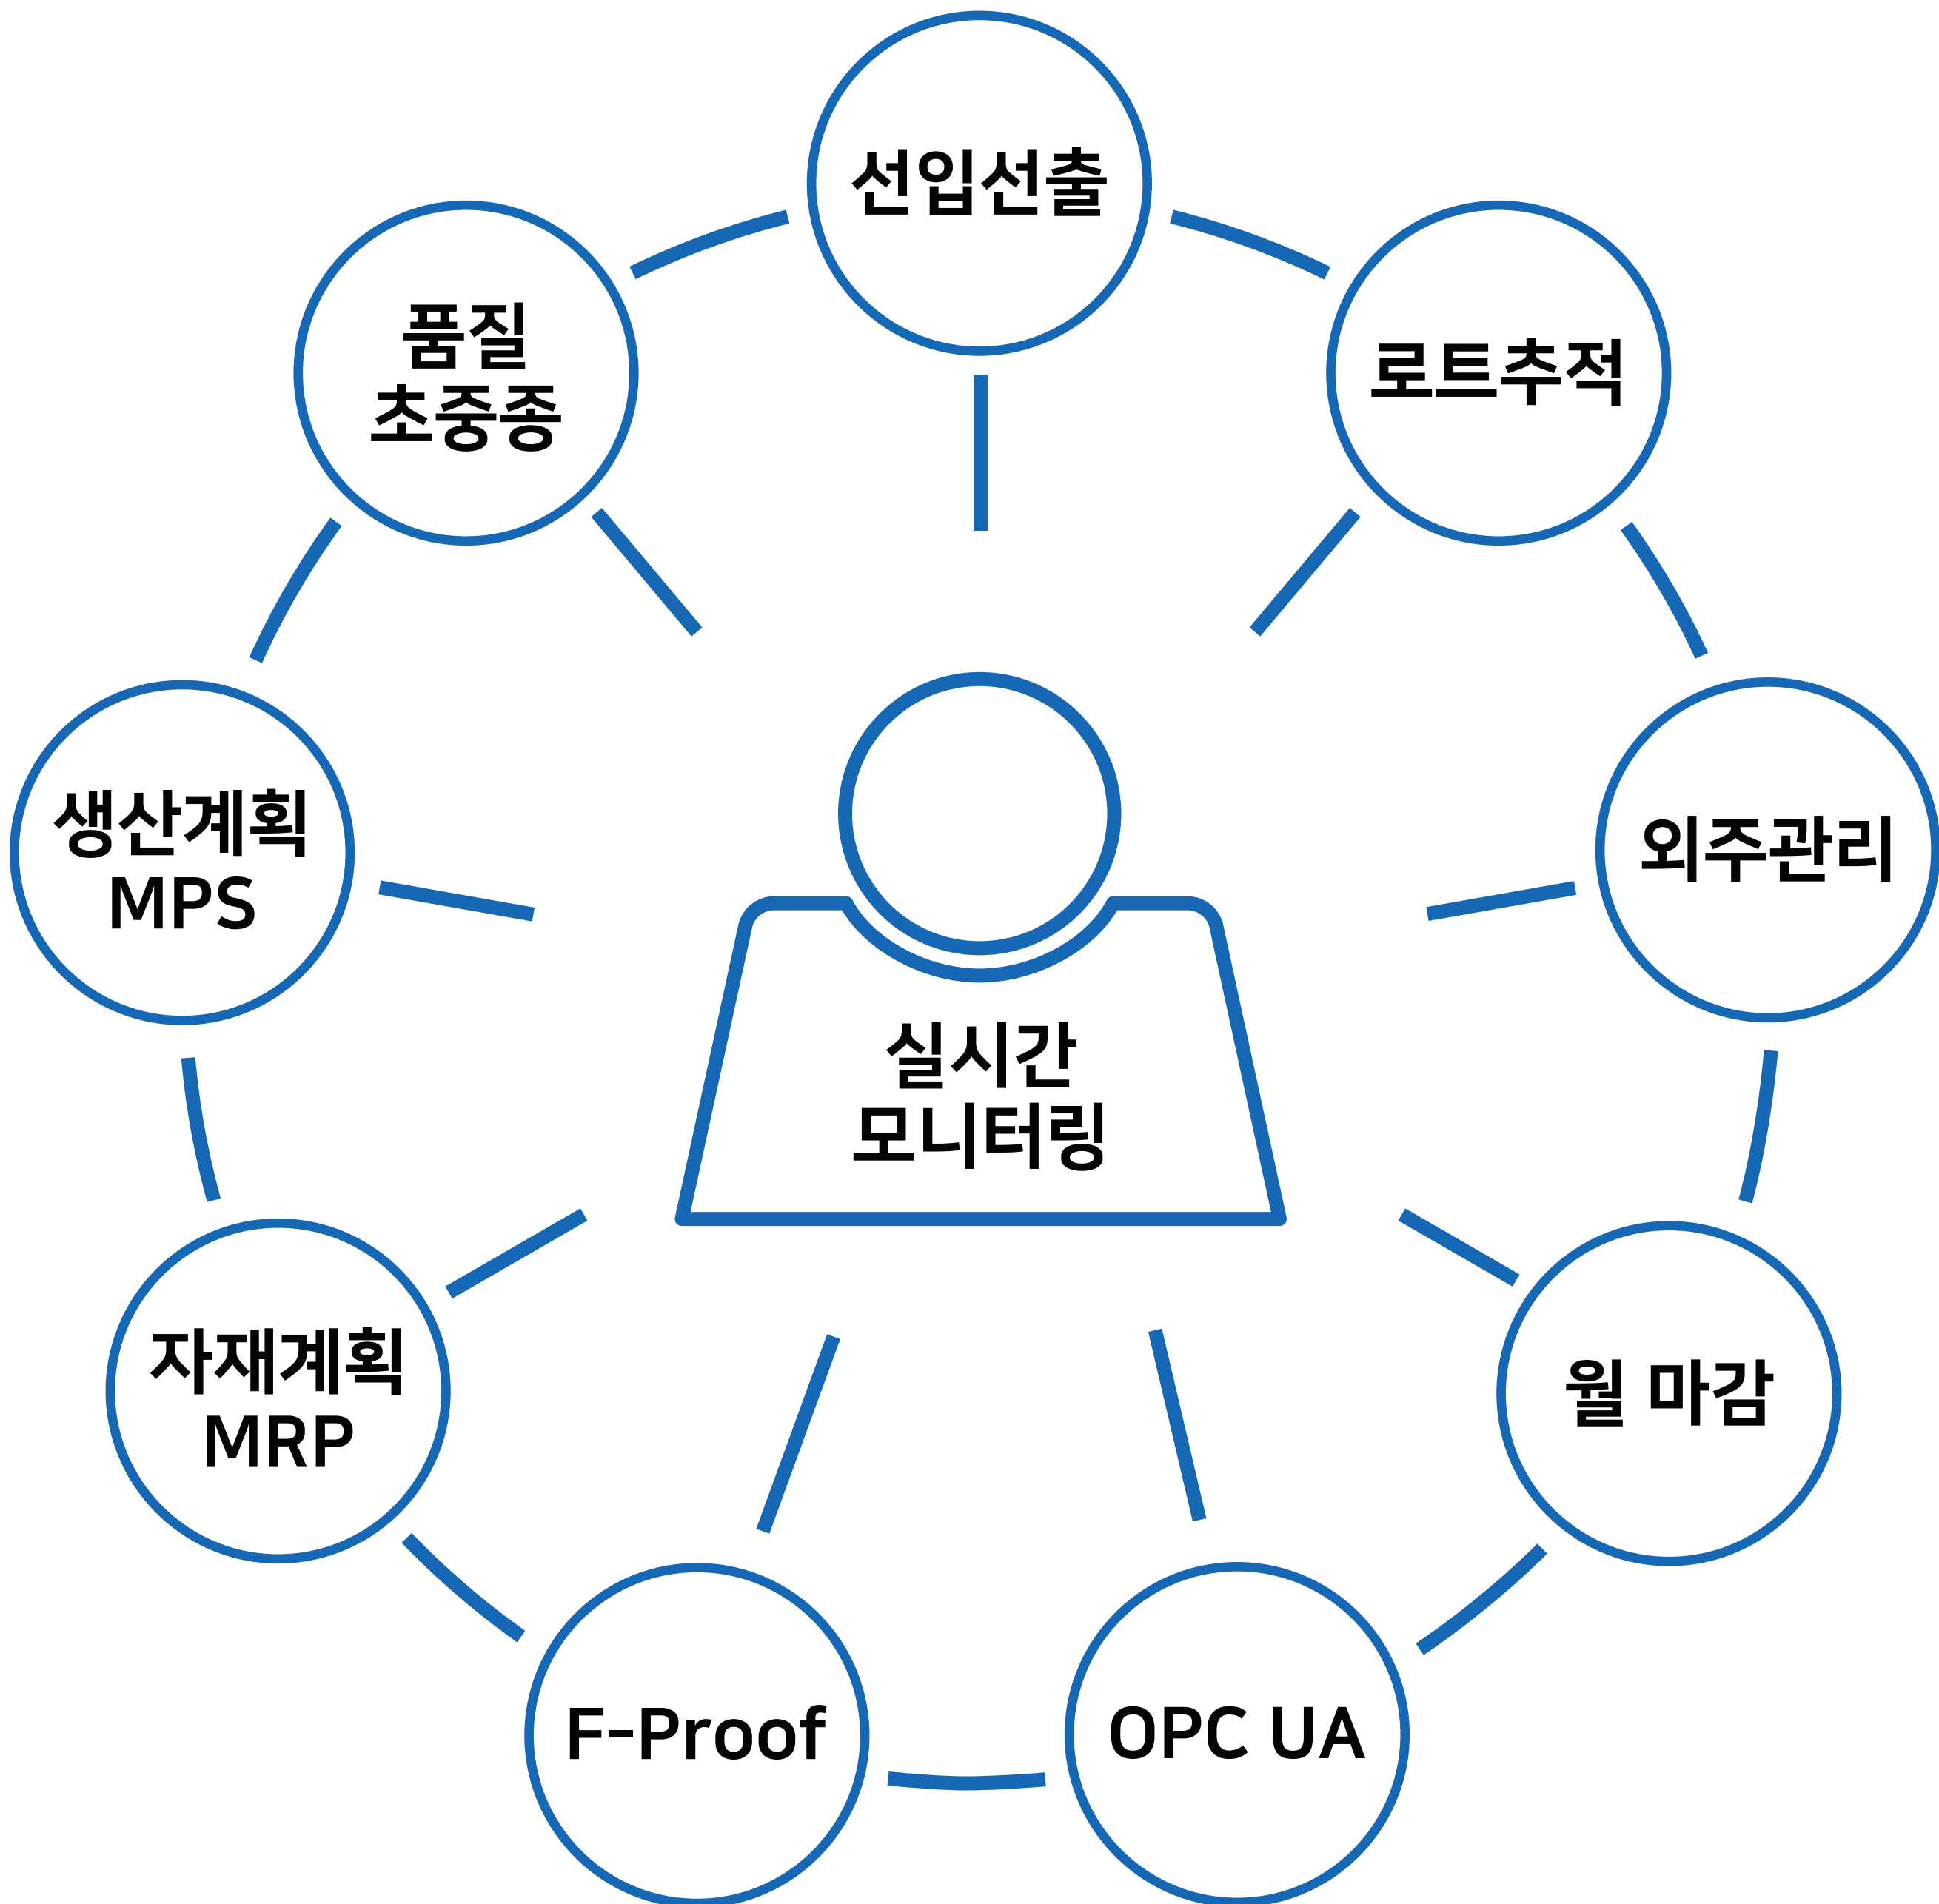 선입선출
품질
초중종
로트추적
생산계획
MPS
외주관리
실시간
모니터링
자재계획
MRP
월 마감
F-Proof
OPC UA